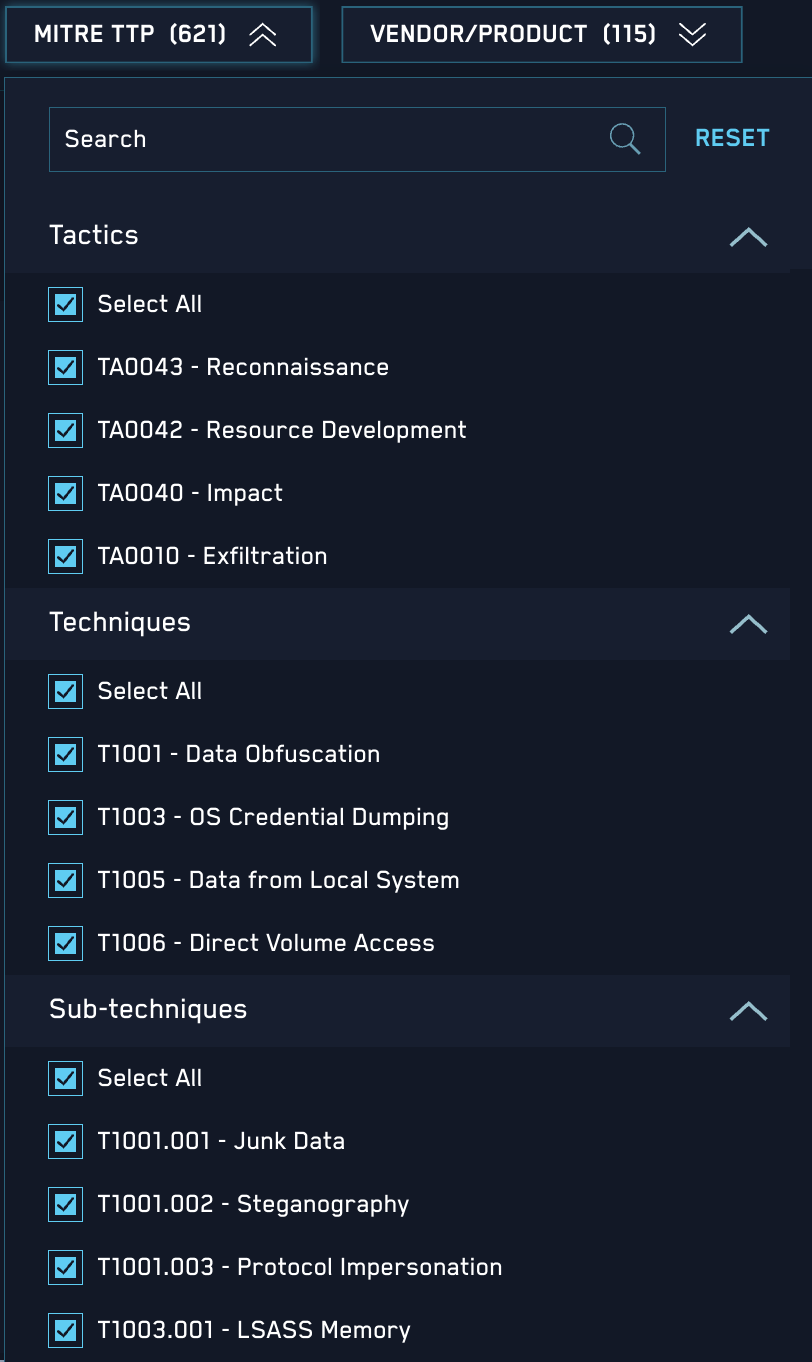 MITRE TTP (621) VENDOR/PRODUCT (115)
Search RESET
Tactics
Select All
TA0043 - Reconnaissance
TA0042 - Resource Development
TA0040 - Impact
TA0010 - Exfiltration
Techniques
Select All
T1001 - Data Obfuscation
T1003 - OS Credential Dumping
T1005 - Data from Local System
T1006 - Direct Volume Access
Sub-techniques
Select All
T1001.001 - Junk Data
T1001.002 - Steganography
T1001.003 - Protocol Impersonation
T1003.001 - LSASS Memory